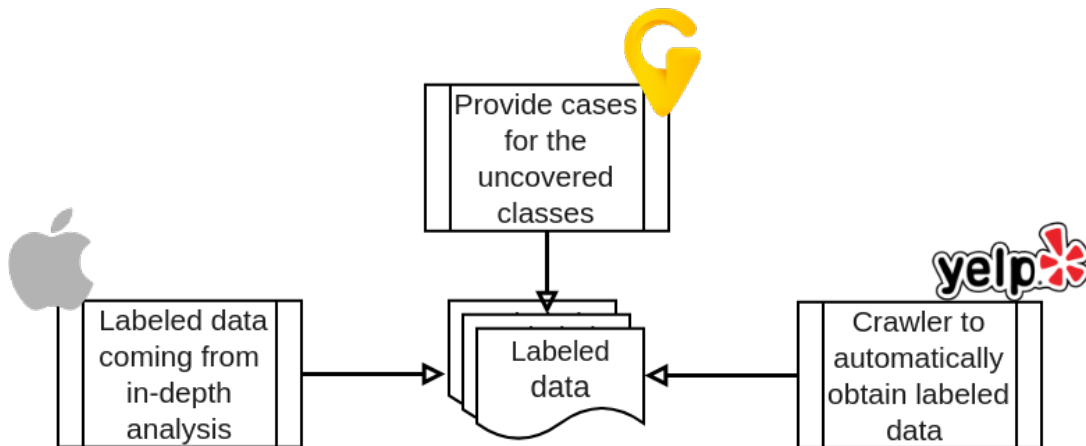 Provide cases
for the
uncovered
classes
yelp
Labeled data
coming from
in-depth
analysis
Labeled
data
Crawler to
automatically
obtain labeled
data